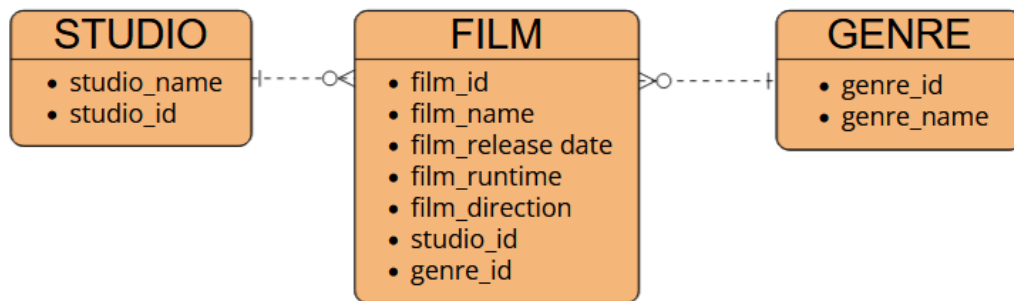 STUDIO
studio_name
studio_id
FILM
film_id
film_name
film_release date
film_runtime
film_direction
studio_id
genre_id
GENRE
genre_id
genre_name